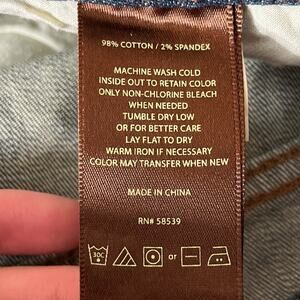 98% COTTON / 2% SPANDEX
MACHINE WASH COLD
INSIDE OUT TO RETAIN COLOR
ONLY NON-CHLORINE BLEACH
WHEN NEEDED
TUMBLE DRY LOW
OR FOR BETTER CARE
LAY FLAT TO DRY
WARM IRON IF NECESSARY
COLOR MAY TRANSFER WHEN NEW
MADE IN CHINA
RN# 58539
30C or